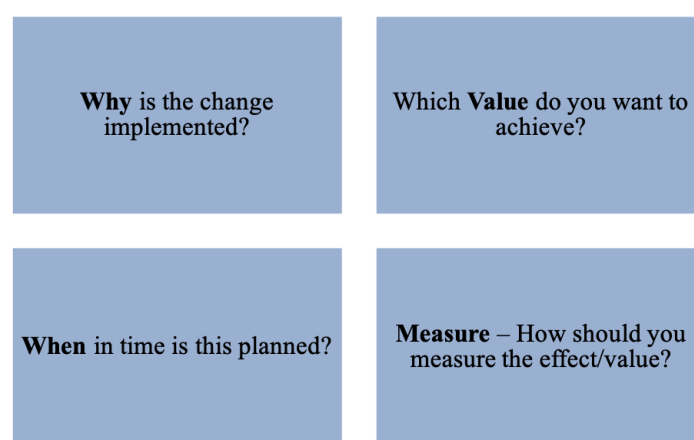 Why is the change
implemented?
Which Value do you want to
achieve?
When in time is this planned?
Measure – How should you
measure the effect/value?